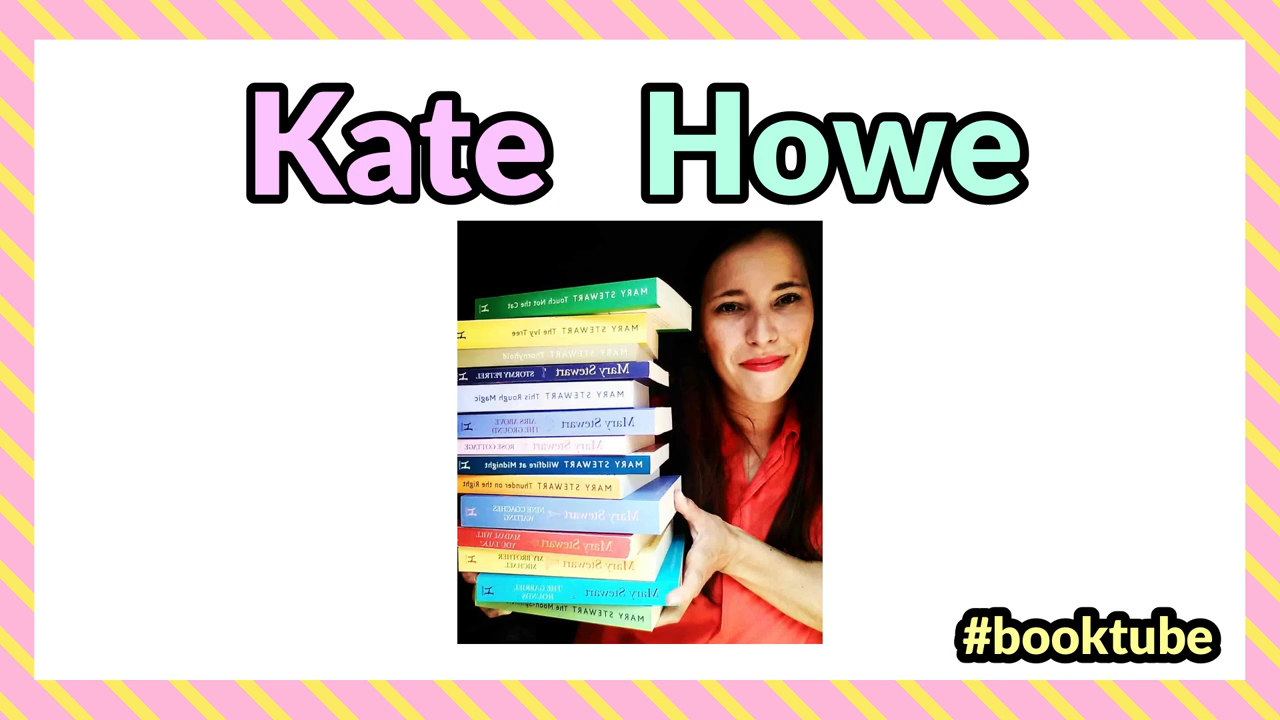 Kate Howe
MARY STEWART Touch Not the Cat
MARY STEWART The Ivy Tree
MARY STEWART Thornyhold
Mary Stewart STORMY PETREL
MARY STEWART This Rough Magic
Mary Stewart AIRS ABOVE
THE GROUND
Mary Stewart ROSE COTTAGE
MARY STEWART Wildfire at Midnight
MARY STEWART Thunder on the Right
Mary Stewart NINE COACHES
WAITING
Mary Stewart MADAM, WILL
YOU TALK?
Mary Stewart MY BROTHER
MICHAEL
Mary Stewart THE GABRIEL
HOUNDS
MARY STEWART The Moon-Sp
#booktube